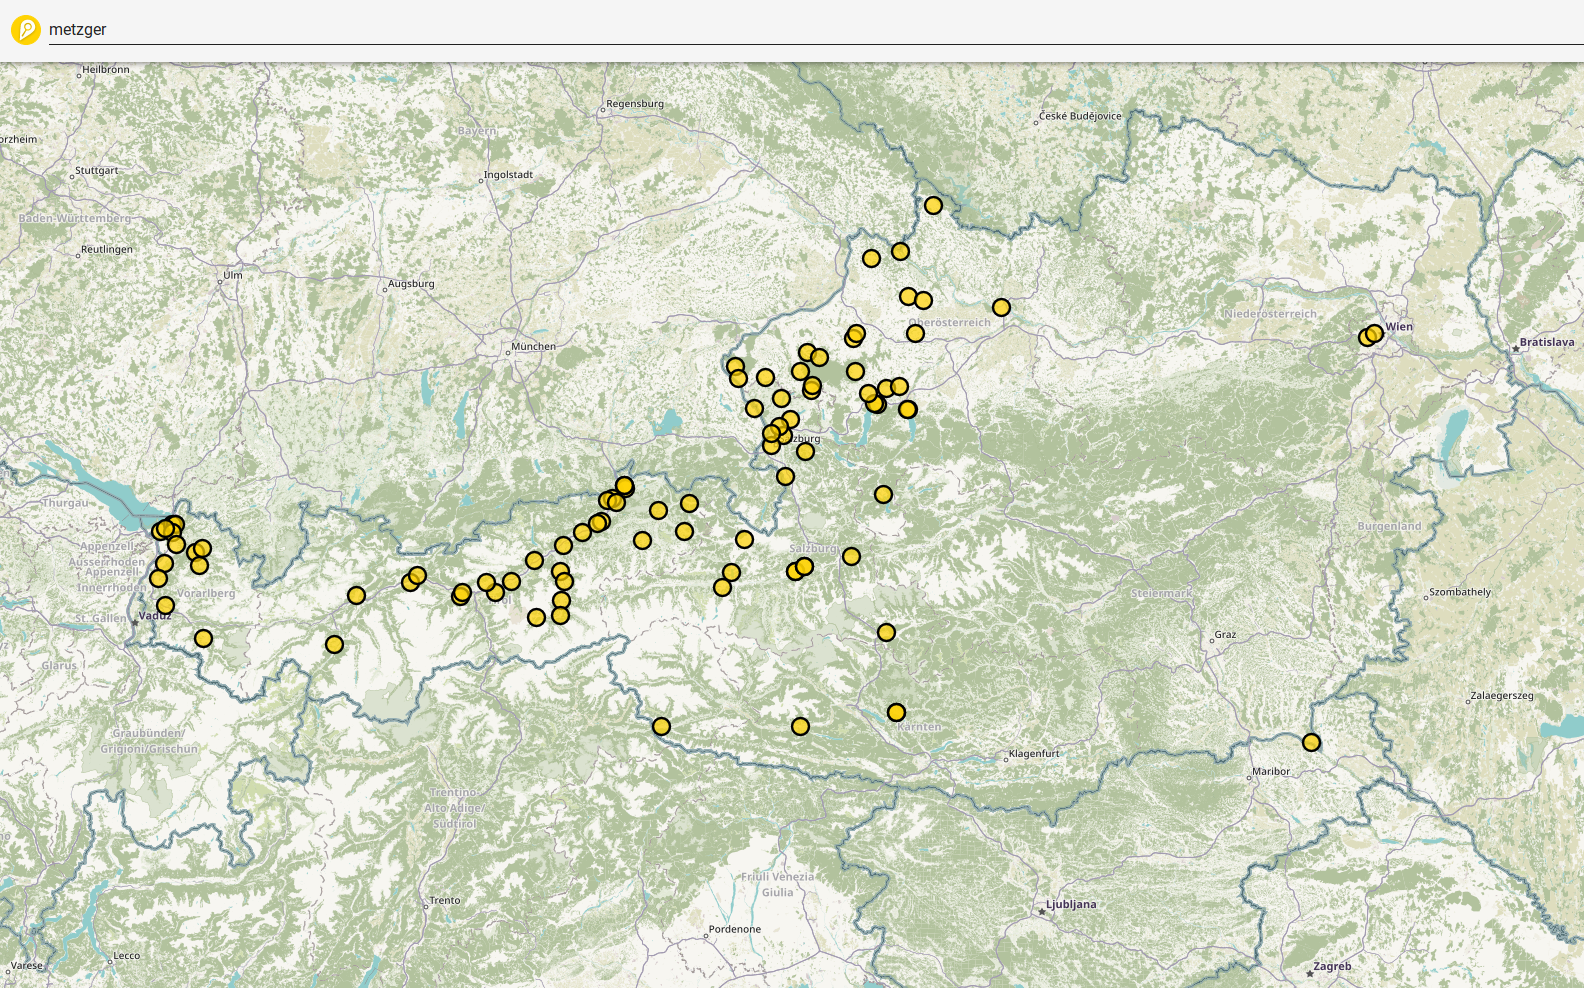 metzger
Heilbronn
Regensburg
České Budějovice
Bayern
orzheim
Stuttgart
Ingolstadt
Baden-Württemberg
Reutlingen
Ulm
Augsburg
Niederösterreich
Oberösterreich
Wien
Bratislava
München
zburg
Thurgau
Burgenland
Appenzell
Ausserrhoden
Appenzell
Innerrhoden
Salzburg
Vorarlberg
Steiermark
Szombathely
St. Gallen
Vaduz
Graz
Glarus
Zalaegerszeg
Graubünden/
Grigioni/Grischun
Kärnten
Klagenfurt
Maribor
Trentino-
Alto Adige/
Südtirol
Friuli Venezia
Giulia
Trento
Ljubljana
Pordenone
Lecco
Varese
Zagreb